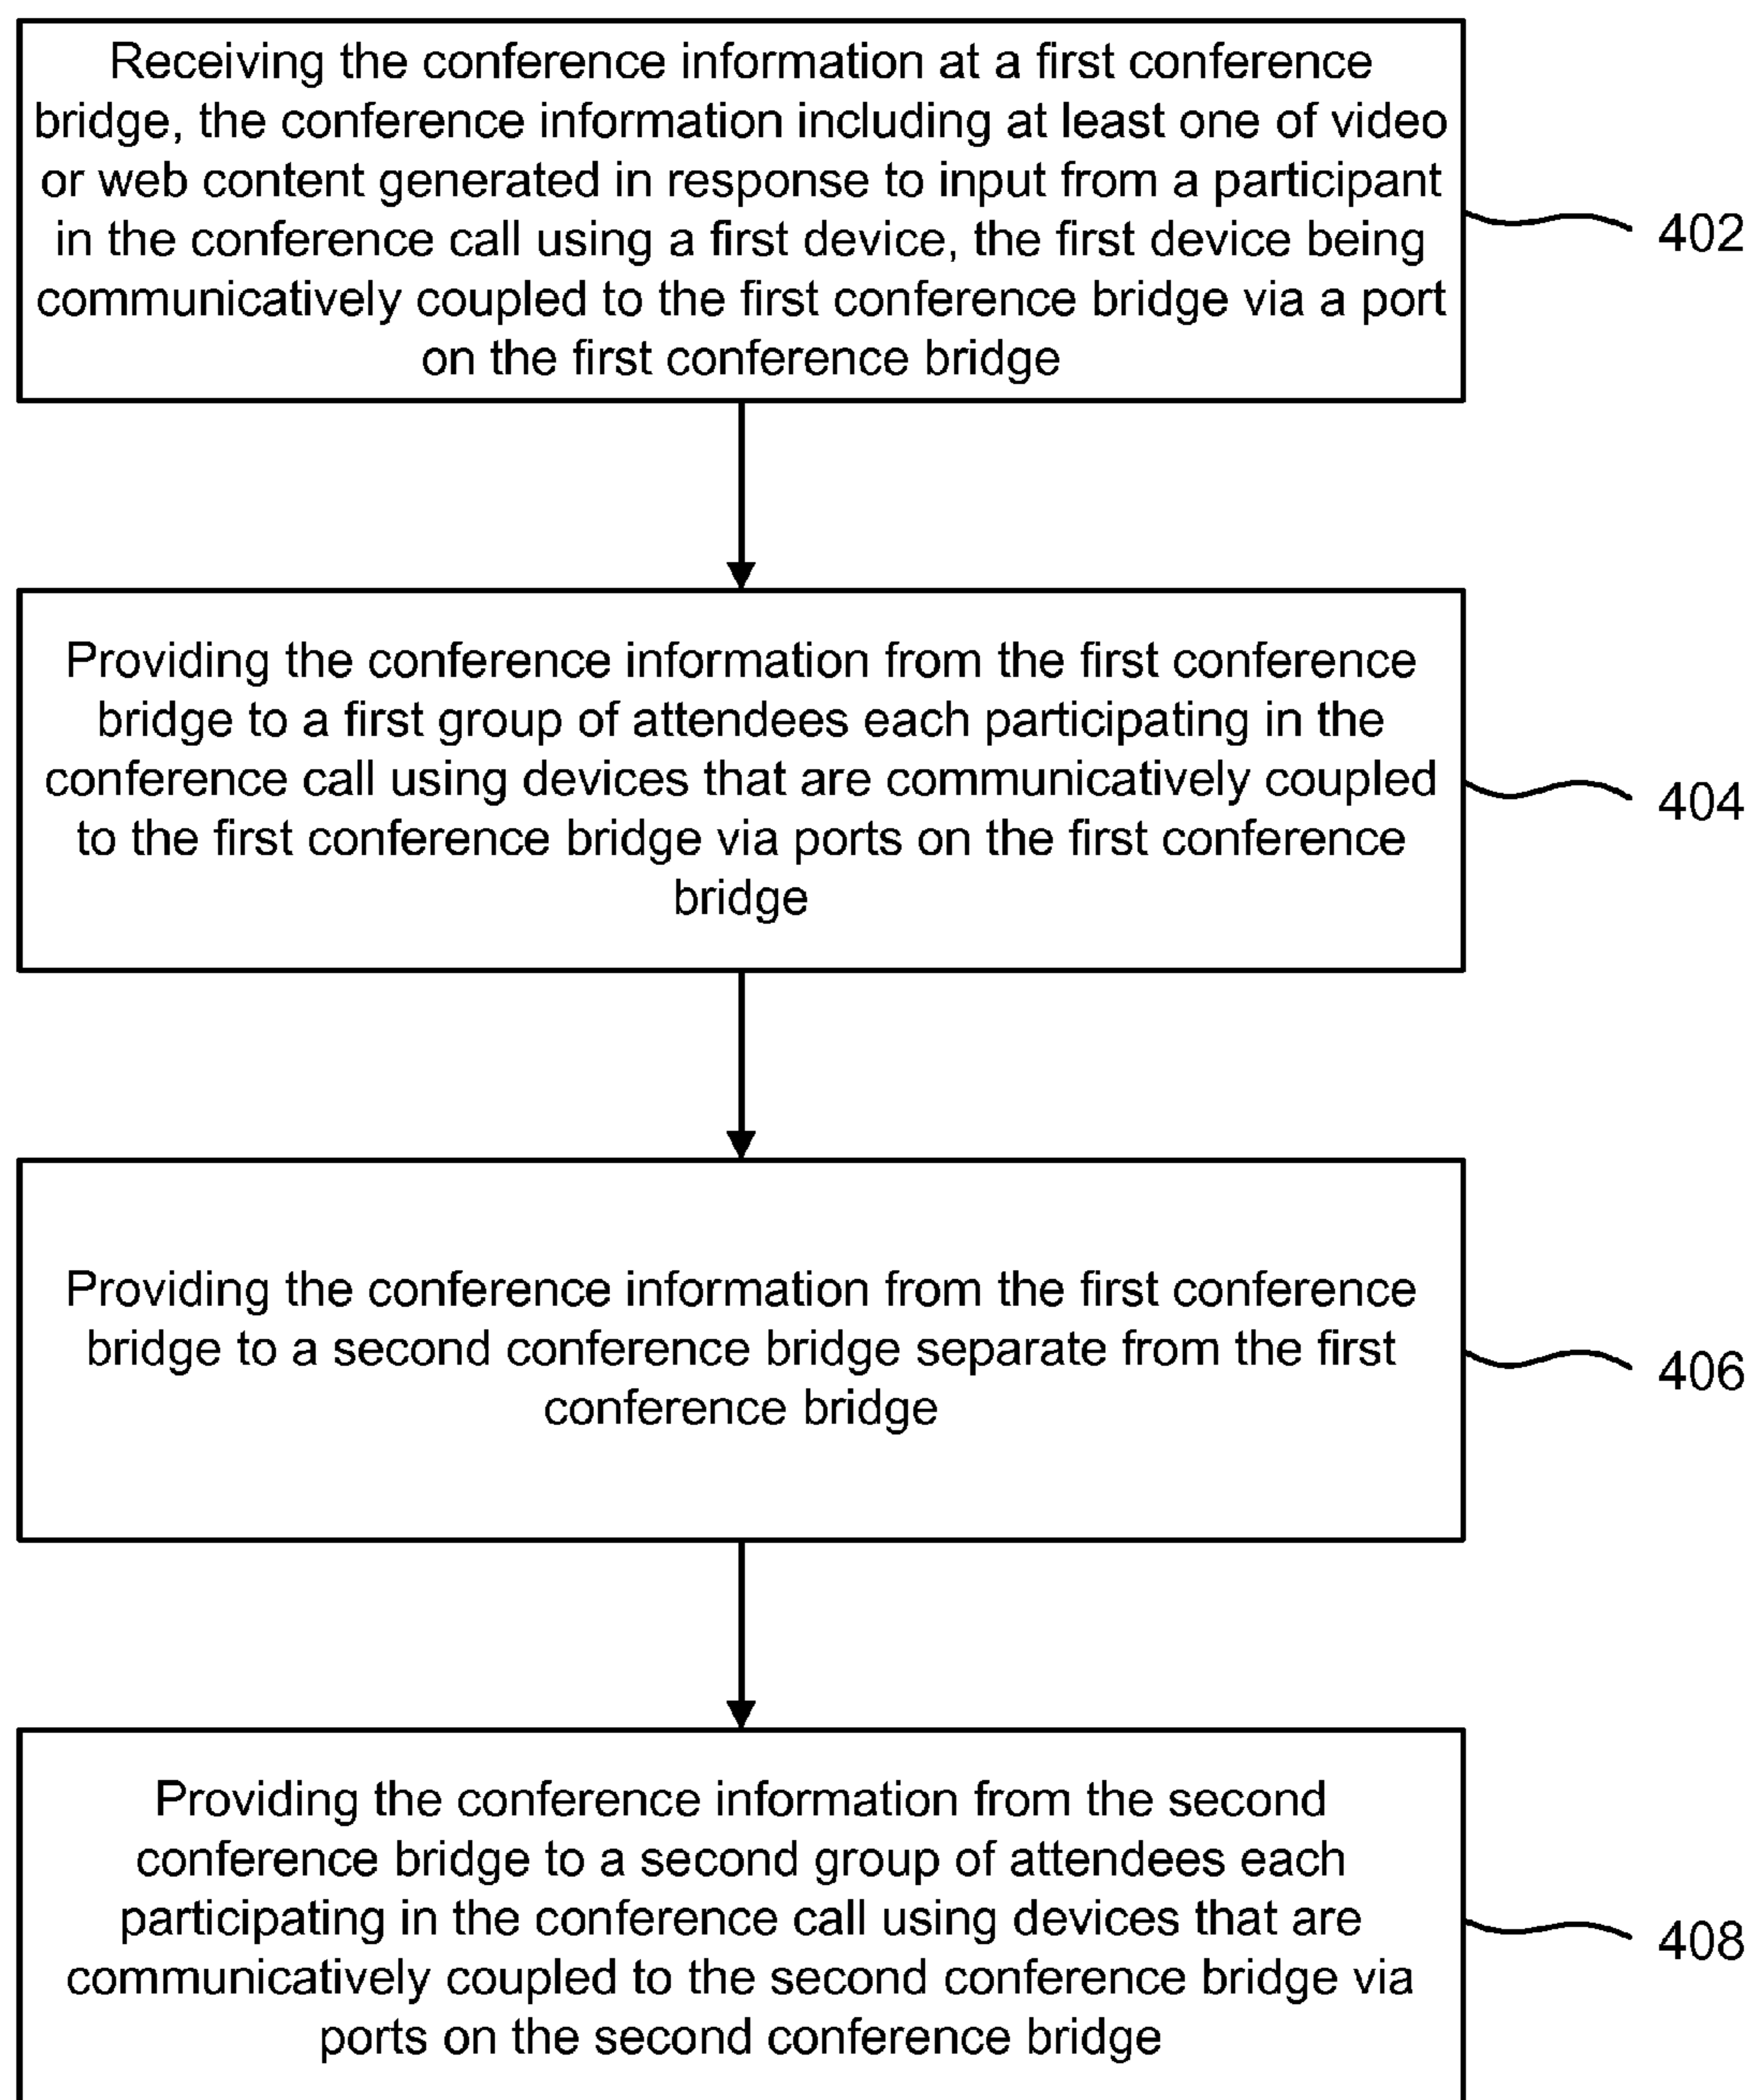 Receiving the conference information at a first conference
bridge, the conference information including at least one of video
or web content generated in response to input from a participant
in the conference call using a first device, the first device being
communicatively coupled to the first conference bridge via a port
on the first conference bridge
402
Providing the conference information from the first conference
bridge to a first group of attendees each participating in the
conference call using devices that are communicatively coupled
to the first conference bridge via ports on the first conference
bridge
404
Providing the conference information from the first conference
bridge to a second conference bridge separate from the first
conference bridge
406
Providing the conference information from the second
conference bridge to a second group of attendees each
participating in the conference call using devices that are
communicatively coupled to the second conference bridge via
ports on the second conference bridge
408